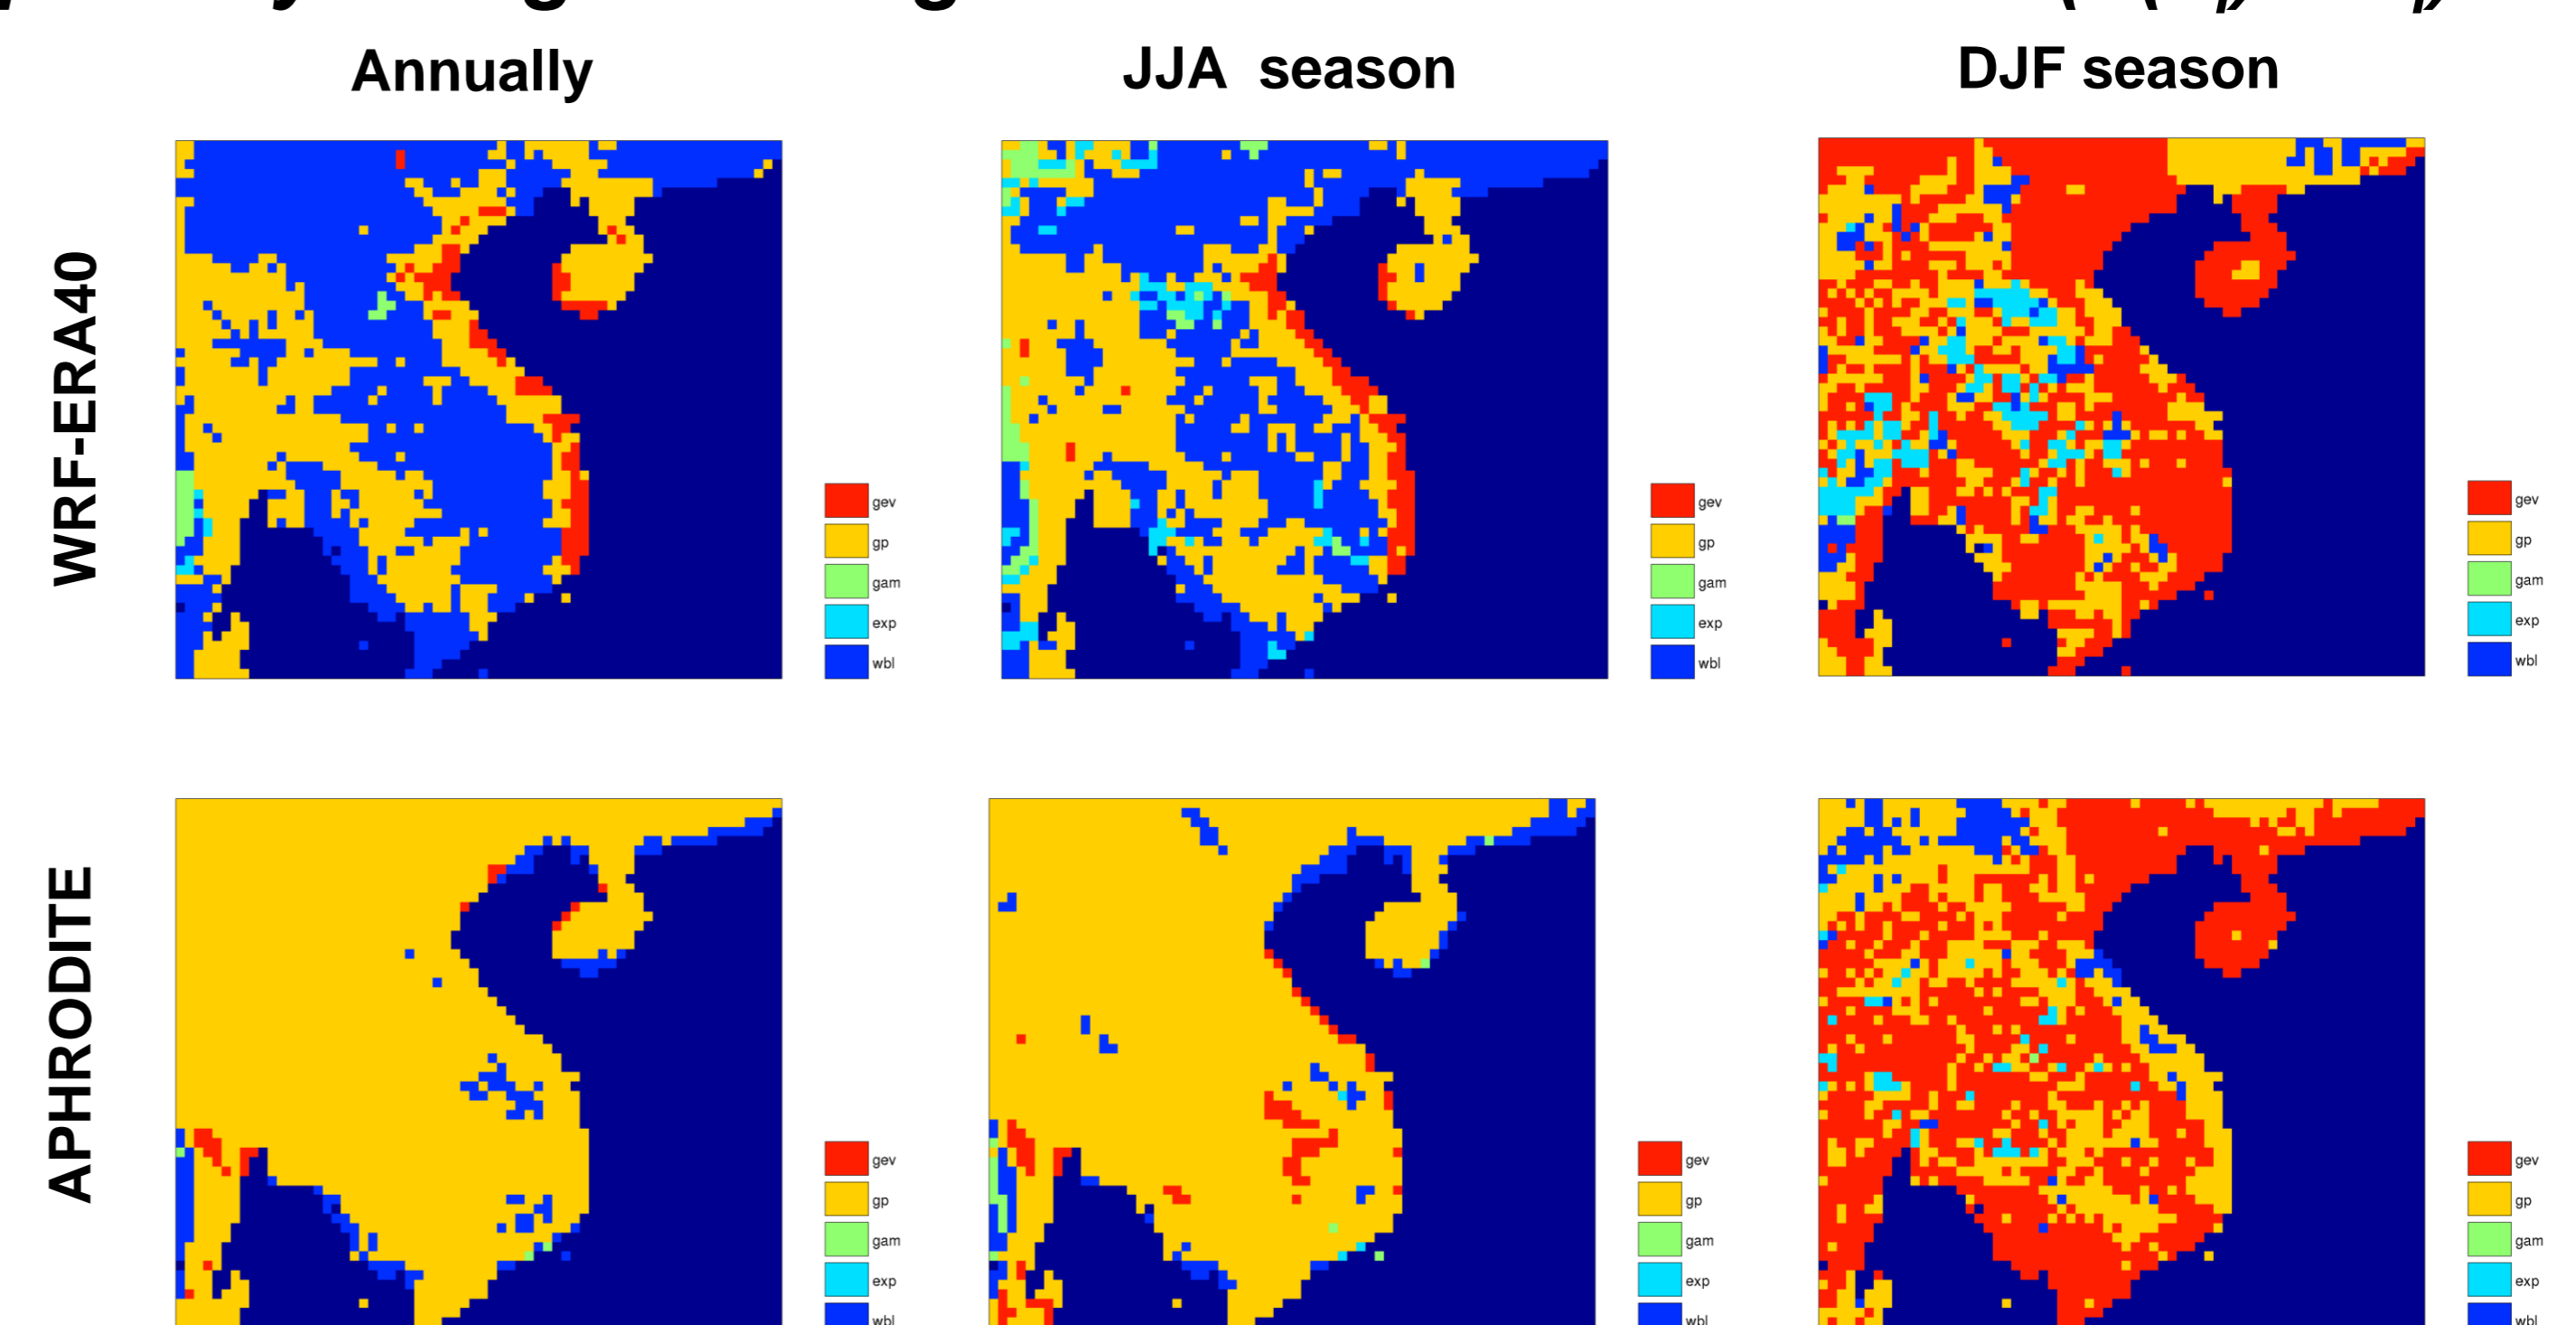 Annually JJA season DJF season
WRF-ERA40
gev
gp
gam
exp
wbl
gev
gp
gam
exp
wbl
gev
gp
gam
exp
wbl
APHRODITE
gev
gp
gam
exp
wbl
gev
gp
gam
exp
wbl
gev
gp
gam
exp
wbl